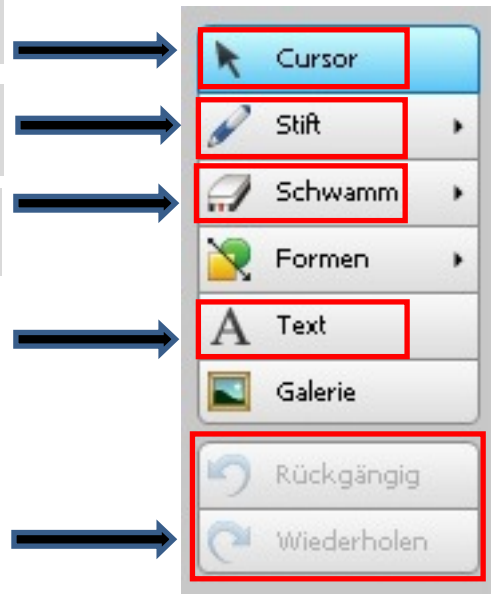 Cursor
Stift
Schwamm
Formen
Text
Galerie
Rückgängig
Wiederholen